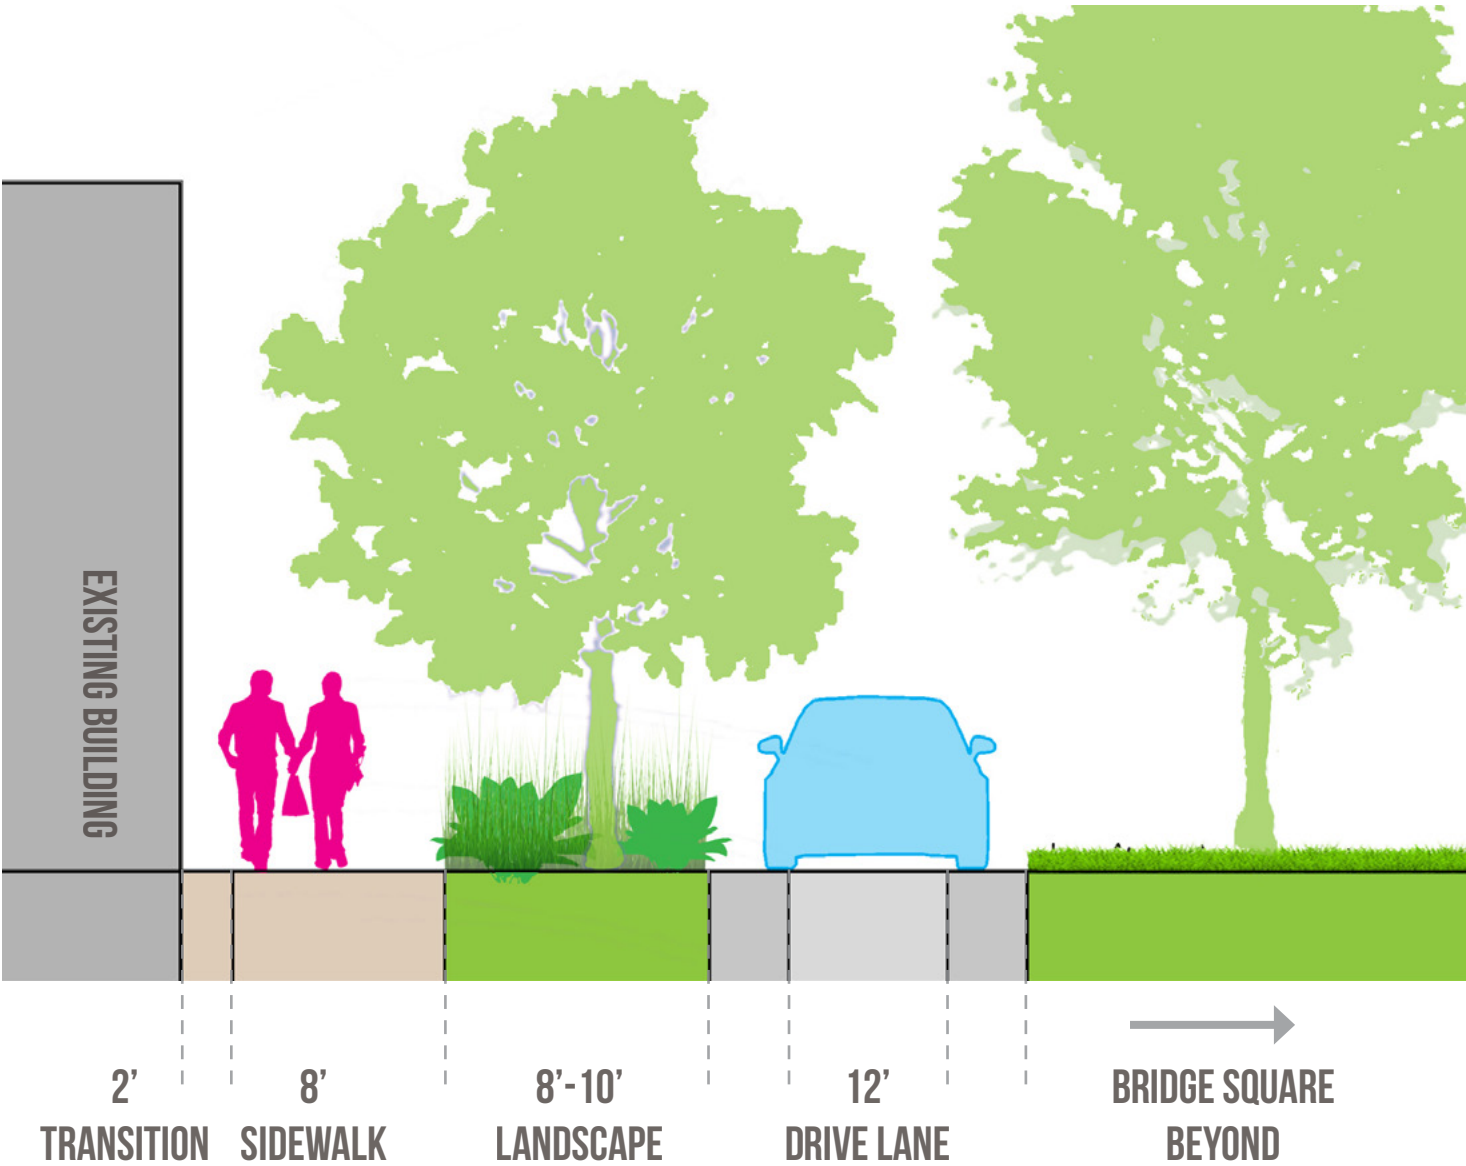 EXISTING BUILDING
2'
TRANSITION
8'
SIDEWALK
8'-10'
LANDSCAPE
12'
DRIVE LANE
BRIDGE SQUARE
BEYOND